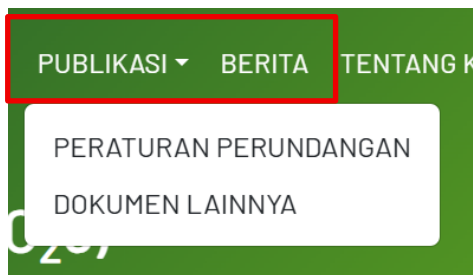 PUBLIKASI BERITA TENTANG K
PERATURAN PERUNDANGAN
DOKUMEN LAINNYA